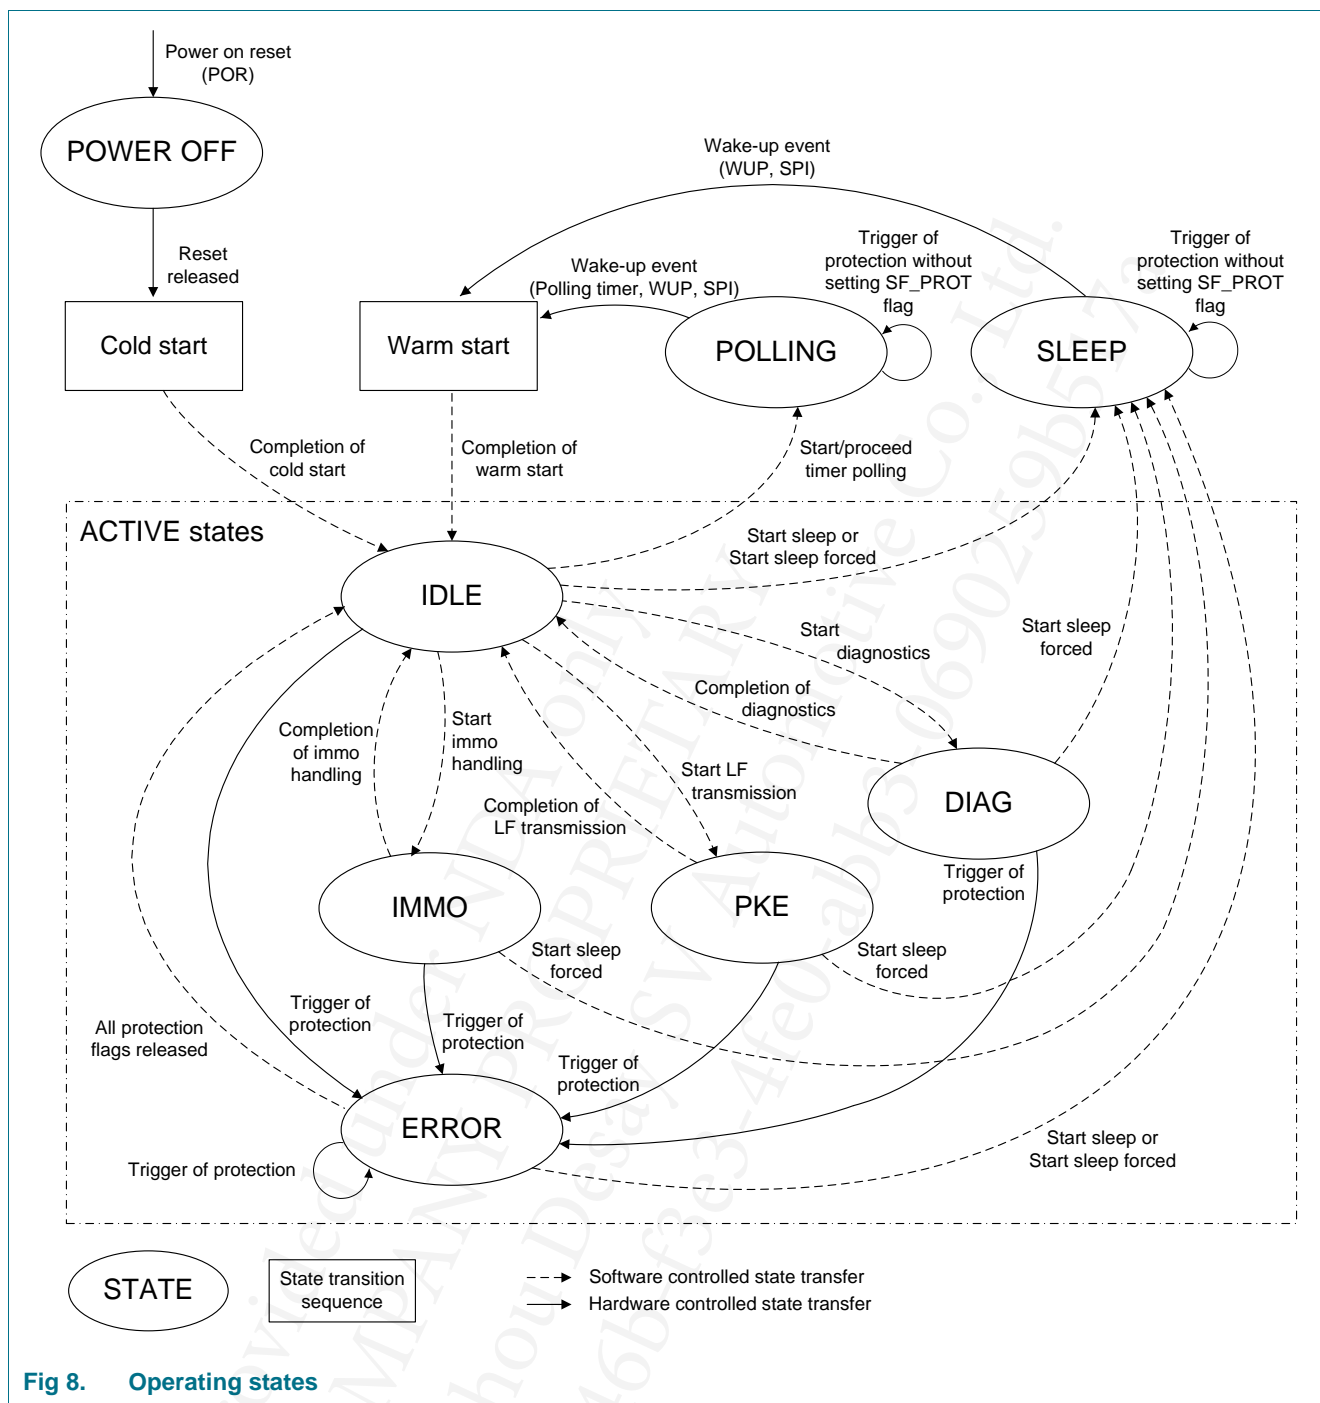 Power on reset
(POR)
POWER OFF
Reset
released
Cold start
Wake-up event
(WUP, SPI)
Wake-up event
(Polling timer, WUP, SPI)
Warm start
Trigger of
protection without
setting SF_PROT
flag
POLLING
Trigger of
protection without
setting SF_PROT
flag
SLEEP
Completion of
cold start
Completion of
warm start
Start/proceed
timer polling
ACTIVE states
Start sleep or
Start sleep forced
IDLE
Start
diagnostics
Start sleep
forced
Completion of
diagnostics
Completion
of immo
handling
Start
immo
handling
Start LF
transmission
Completion of
LF transmission
DIAG
Trigger of
protection
IMMO
PKE
Start sleep
forced
Start sleep
forced
All protection
flags released
Trigger of
protection
Trigger of
protection
Trigger of
protection
ERROR
Trigger of protection
Start sleep or
Start sleep forced
STATE
State transition
sequence
Software controlled state transfer
Hardware controlled state transfer
Fig 8. Operating states